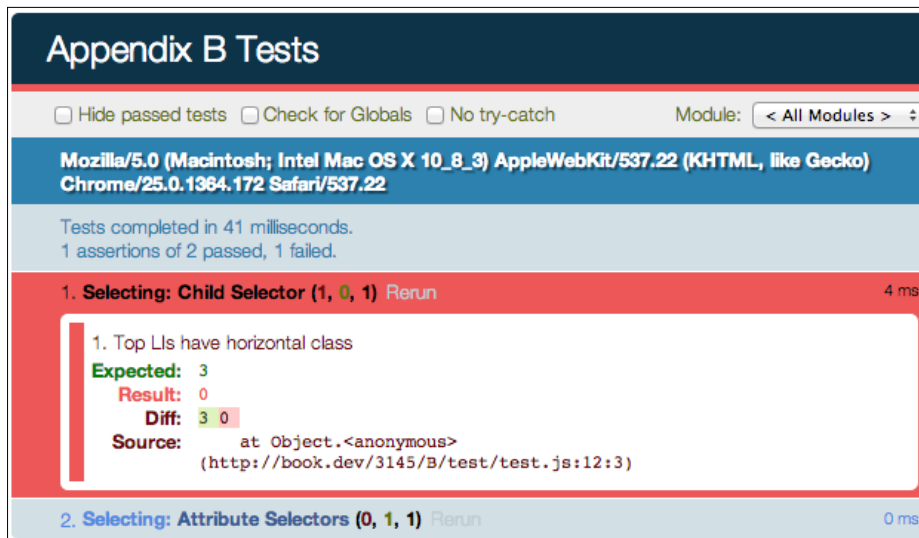 Appendix B Tests
Hide passed tests Check for Globals No try-catch Module: < All Modules >
Mozilla/5.0 (Macintosh; Intel Mac OS X 10_8_3) AppleWebKit/537.22 (KHTML, like Gecko)
Chrome/25.0.1364.172 Safari/537.22
Tests completed in 41 milliseconds.
1 assertions of 2 passed, 1 failed.
1. Selecting: Child Selector (1, 0, 1) Rerun 4 ms
1. Top LIs have horizontal class
Expected: 3
Result: 0
Diff: 3 0
Source: at Object.<anonymous>
(http://book.dev/3145/B/test/test.js:12:3)
2. Selecting: Attribute Selectors (0, 1, 1) Rerun 0 ms